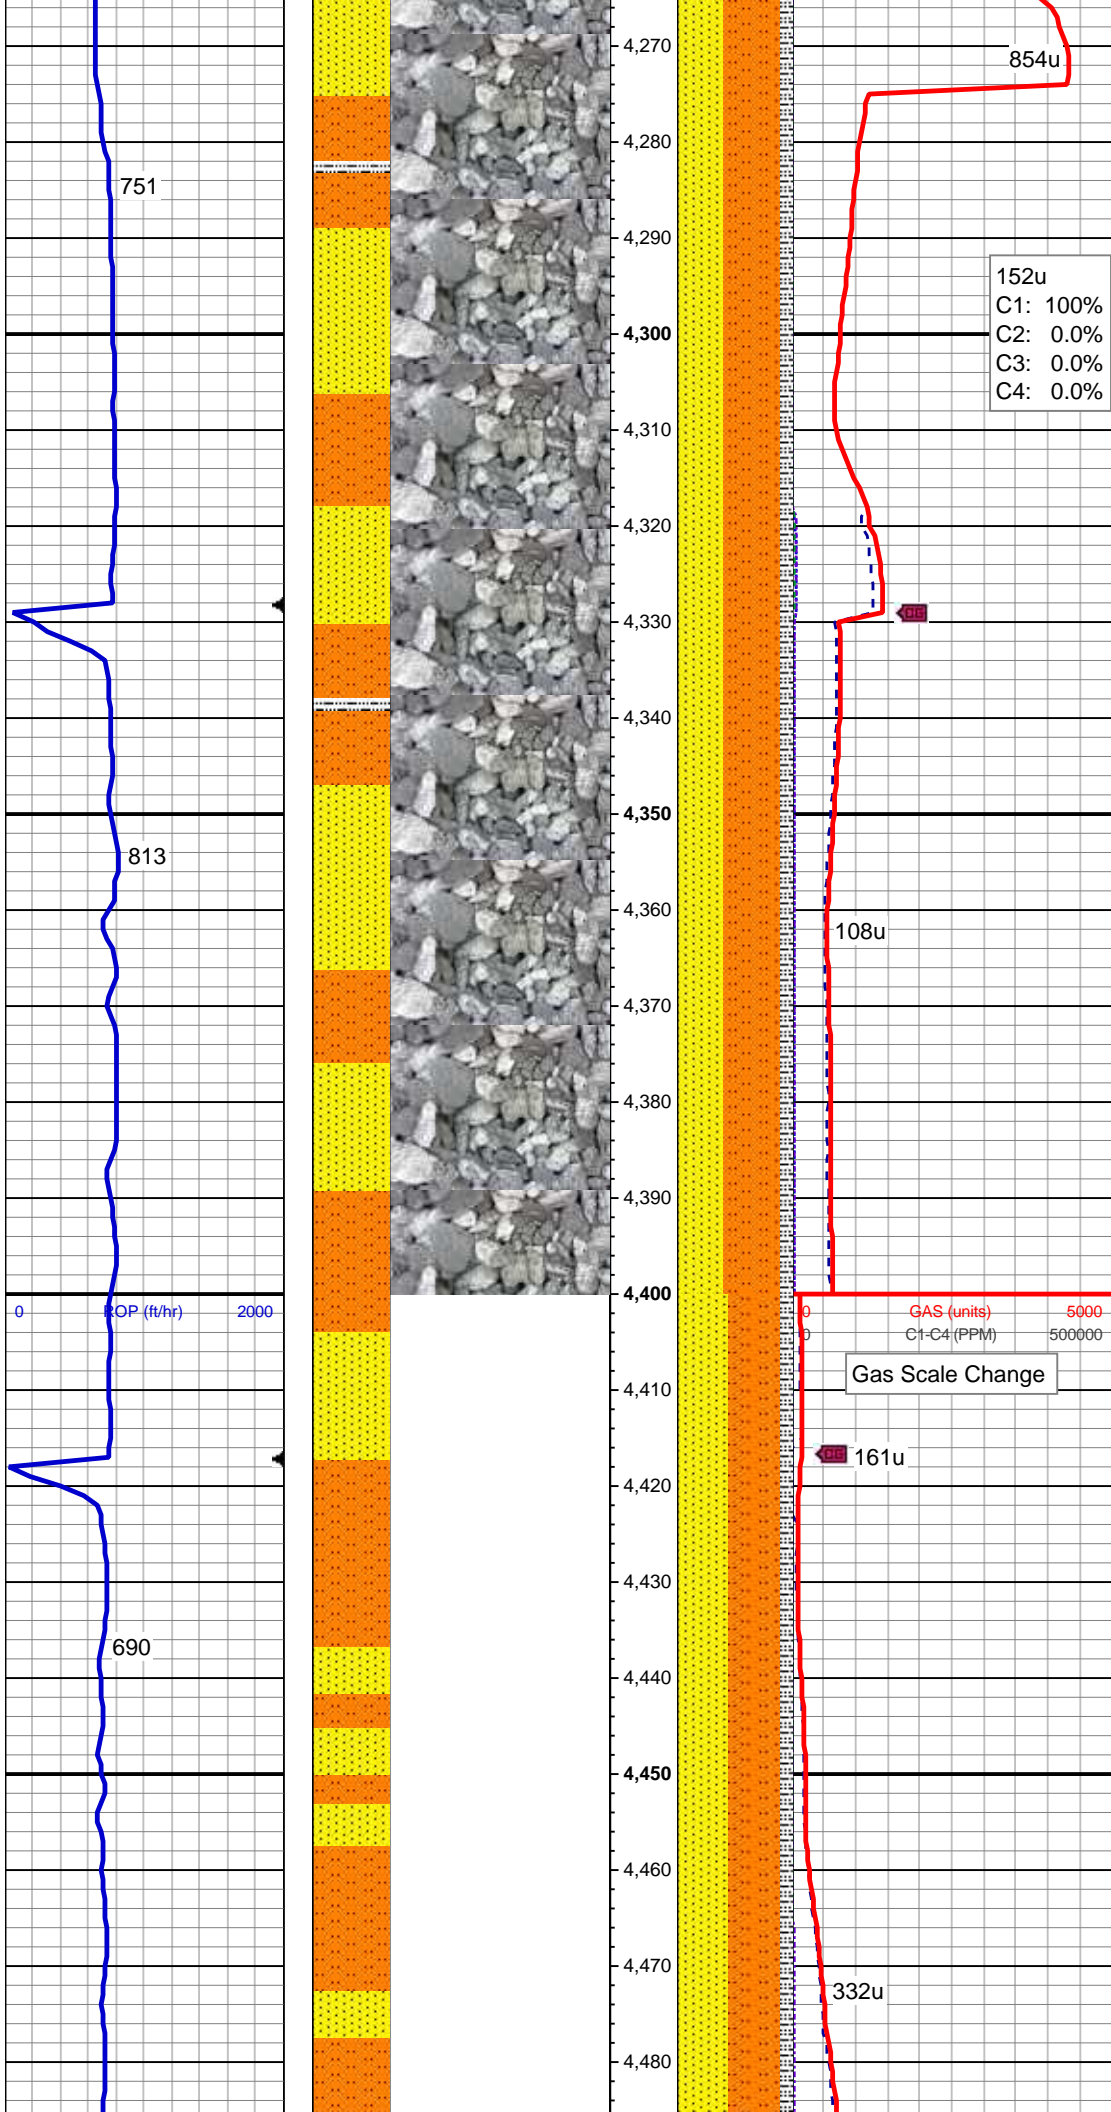 4,270
854u
4,280
751
4,290
152u
C1: 100%
4,300
C2: 0.0%
C3: 0.0%
C4: 0.0%
4,310
4,320
CG
4,330
4,340
4,350
813
4,360
108u
4,370
4,380
4,390
4,400
0 ROP (ft/hr) 2000
0 GAS (units) 5000
0 C1-C4 (PPM) 500000
Gas Scale Change
4,410
CG 161u
4,420
4,430
690
4,440
4,450
4,460
4,470
332u
4,480